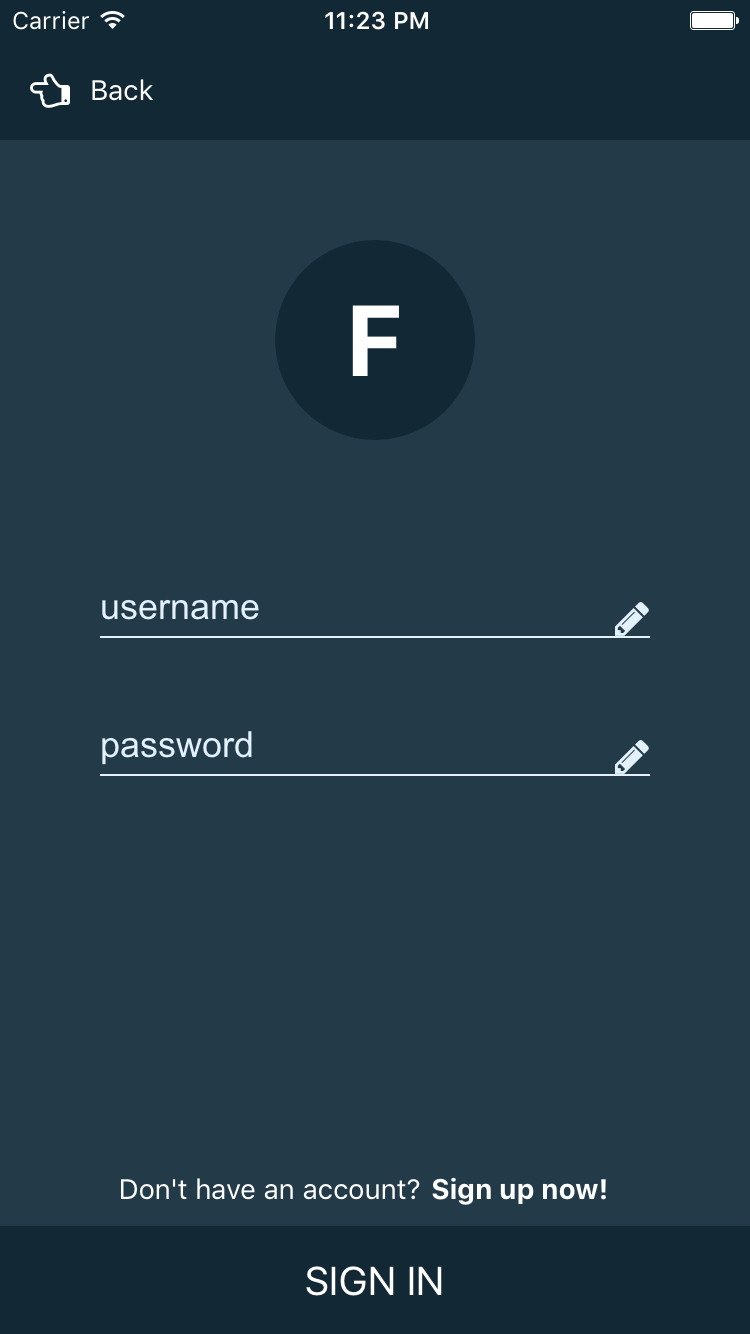 Carrier 11:23 PM
Back
F
username
password
Don't have an account? Sign up now!
SIGN IN